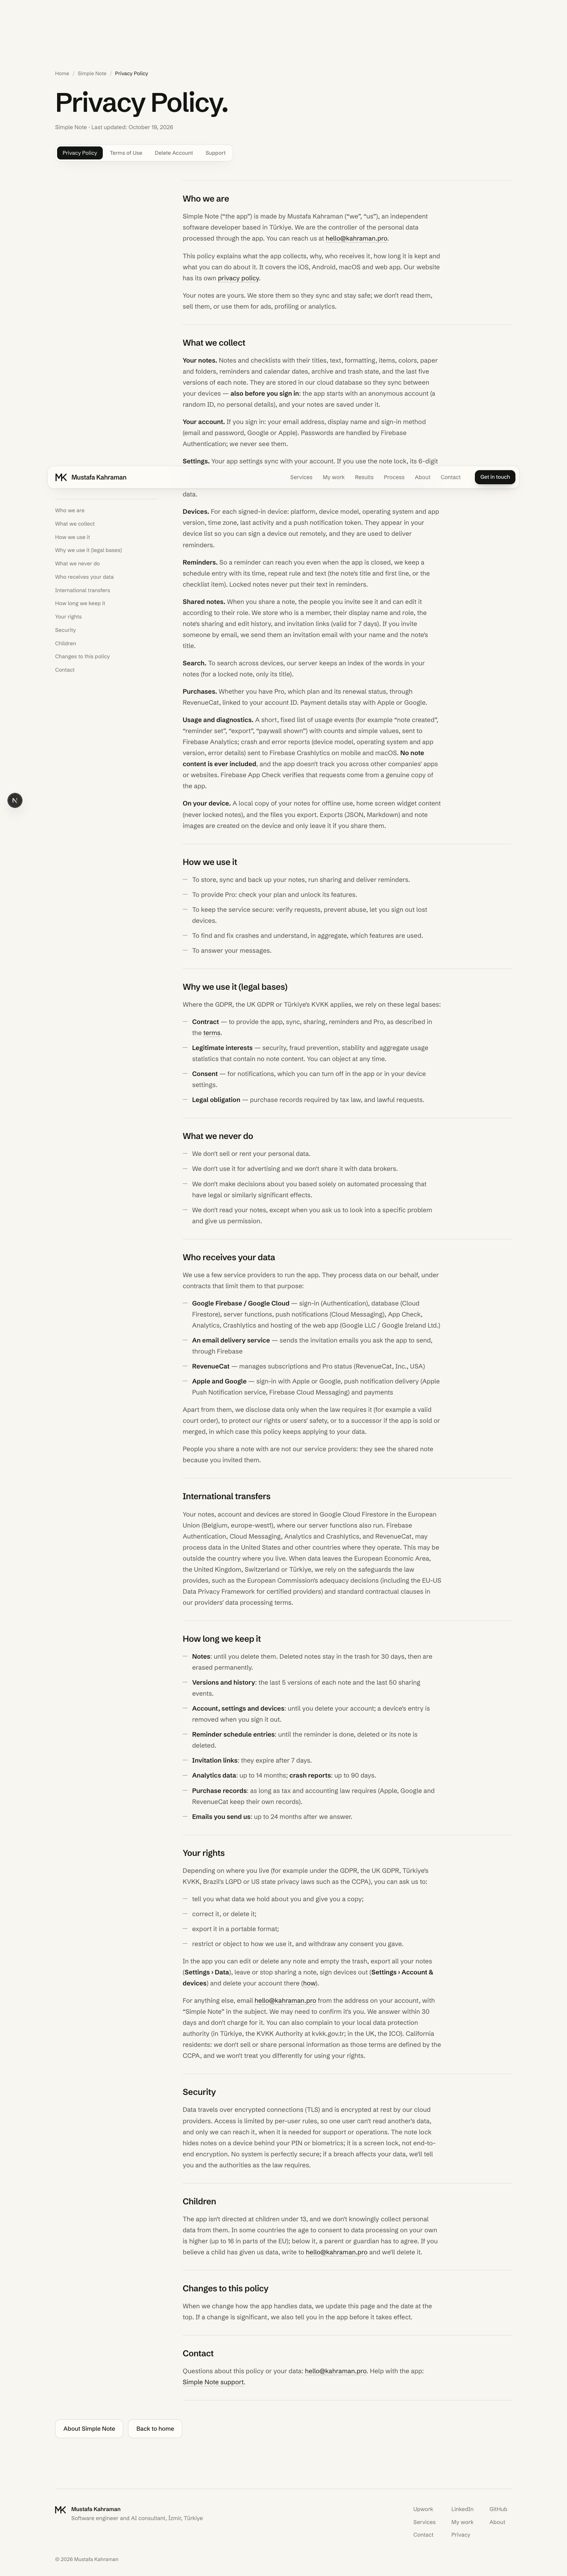 Home / Simple Note / Privacy Policy
Privacy Policy.
Simple Note · Last updated: October 19, 2026
Privacy Policy
Terms of Use
Delete Account
Support
Who we are
Simple Note (“the app”) is made by Mustafa Kahraman (“we”, “us”), an independent
software developer based in Türkiye. We are the controller of the personal data
processed through the app. You can reach us at hello@kahraman.pro.
This policy explains what the app collects, why, who receives it, how long it is kept and
what you can do about it. It covers the iOS, Android, macOS and web app. Our website
has its own privacy policy.
Your notes are yours. We store them so they sync and stay safe; we don't read them,
sell them, or use them for ads, profiling or analytics.
What we collect
Your notes. Notes and checklists with their titles, text, formatting, items, colors, paper
and folders, reminders and calendar dates, archive and trash state, and the last five
versions of each note. They are stored in our cloud database so they sync between
your devices — also before you sign in: the app starts with an anonymous account (a
random ID, no personal details), and your notes are saved under it.
Your account. If you sign in: your email address, display name and sign-in method
(email and password, Google or Apple). Passwords are handled by Firebase
Authentication; we never see them.
Settings. Your app settings sync with your account. If you use the note lock, its 6-digit
MK Mustafa Kahraman
Services
My work
Results
Process
About
Contact
Get in touch
data.
Who we are
What we collect
How we use it
Why we use it (legal bases)
What we never do
Who receives your data
International transfers
How long we keep it
Your rights
Security
Children
Changes to this policy
Contact
Devices. For each signed-in device: platform, device model, operating system and app
version, time zone, last activity and a push notification token. They appear in your
device list so you can sign a device out remotely, and they are used to deliver
reminders.
Reminders. So a reminder can reach you even when the app is closed, we keep a
schedule entry with its time, repeat rule and text (the note's title and first line, or the
checklist item). Locked notes never put their text in reminders.
Shared notes. When you share a note, the people you invite see it and can edit it
according to their role. We store who is a member, their display name and role, the
note's sharing and edit history, and invitation links (valid for 7 days). If you invite
someone by email, we send them an invitation email with your name and the note's
title.
Search. To search across devices, our server keeps an index of the words in your
notes (for a locked note, only its title).
Purchases. Whether you have Pro, which plan and its renewal status, through
RevenueCat, linked to your account ID. Payment details stay with Apple or Google.
Usage and diagnostics. A short, fixed list of usage events (for example “note created”,
“reminder set”, “export”, “paywall shown”) with counts and simple values, sent to
Firebase Analytics; crash and error reports (device model, operating system and app
version, error details) sent to Firebase Crashlytics on mobile and macOS. No note
content is ever included, and the app doesn't track you across other companies' apps
or websites. Firebase App Check verifies that requests come from a genuine copy of
the app.
On your device. A local copy of your notes for offline use, home screen widget content
(never locked notes), and the files you export. Exports (JSON, Markdown) and note
images are created on the device and only leave it if you share them.
N
How we use it
— To store, sync and back up your notes, run sharing and deliver reminders.
— To provide Pro: check your plan and unlock its features.
— To keep the service secure: verify requests, prevent abuse, let you sign out lost
devices.
— To find and fix crashes and understand, in aggregate, which features are used.
— To answer your messages.
Why we use it (legal bases)
Where the GDPR, the UK GDPR or Türkiye's KVKK applies, we rely on these legal bases:
— Contract — to provide the app, sync, sharing, reminders and Pro, as described in
the terms.
— Legitimate interests — security, fraud prevention, stability and aggregate usage
statistics that contain no note content. You can object at any time.
— Consent — for notifications, which you can turn off in the app or in your device
settings.
— Legal obligation — purchase records required by tax law, and lawful requests.
What we never do
— We don't sell or rent your personal data.
— We don't use it for advertising and we don't share it with data brokers.
— We don't make decisions about you based solely on automated processing that
have legal or similarly significant effects.
— We don't read your notes, except when you ask us to look into a specific problem
and give us permission.
Who receives your data
We use a few service providers to run the app. They process data on our behalf, under
contracts that limit them to that purpose:
— Google Firebase / Google Cloud — sign-in (Authentication), database (Cloud
Firestore), server functions, push notifications (Cloud Messaging), App Check,
Analytics, Crashlytics and hosting of the web app (Google LLC / Google Ireland Ltd.)
— An email delivery service — sends the invitation emails you ask the app to send,
through Firebase
— RevenueCat — manages subscriptions and Pro status (RevenueCat, Inc., USA)
— Apple and Google — sign-in with Apple or Google, push notification delivery (Apple
Push Notification service, Firebase Cloud Messaging) and payments
Apart from them, we disclose data only when the law requires it (for example a valid
court order), to protect our rights or users' safety, or to a successor if the app is sold or
merged, in which case this policy keeps applying to your data.
People you share a note with are not our service providers: they see the shared note
because you invited them.
International transfers
Your notes, account and devices are stored in Google Cloud Firestore in the European
Union (Belgium, europe-west1), where our server functions also run. Firebase
Authentication, Cloud Messaging, Analytics and Crashlytics, and RevenueCat, may
process data in the United States and other countries where they operate. This may be
outside the country where you live. When data leaves the European Economic Area,
the United Kingdom, Switzerland or Türkiye, we rely on the safeguards the law
provides, such as the European Commission's adequacy decisions (including the EU-US
Data Privacy Framework for certified providers) and standard contractual clauses in
our providers' data processing terms.
How long we keep it
— Notes: until you delete them. Deleted notes stay in the trash for 30 days, then are
erased permanently.
— Versions and history: the last 5 versions of each note and the last 50 sharing
events.
— Account, settings and devices: until you delete your account; a device's entry is
removed when you sign it out.
— Reminder schedule entries: until the reminder is done, deleted or its note is
deleted.
— Invitation links: they expire after 7 days.
— Analytics data: up to 14 months; crash reports: up to 90 days.
— Purchase records: as long as tax and accounting law requires (Apple, Google and
RevenueCat keep their own records).
— Emails you send us: up to 24 months after we answer.
Your rights
Depending on where you live (for example under the GDPR, the UK GDPR, Türkiye's
KVKK, Brazil's LGPD or US state privacy laws such as the CCPA), you can ask us to:
— tell you what data we hold about you and give you a copy;
— correct it, or delete it;
— export it in a portable format;
— restrict or object to how we use it, and withdraw any consent you gave.
In the app you can edit or delete any note and empty the trash, export all your notes
(Settings › Data), leave or stop sharing a note, sign devices out (Settings › Account &
devices) and delete your account there (how).
For anything else, email hello@kahraman.pro from the address on your account, with
“Simple Note” in the subject. We may need to confirm it's you. We answer within 30
days and don't charge for it. You can also complain to your local data protection
authority (in Türkiye, the KVKK Authority at kvkk.gov.tr; in the UK, the ICO). California
residents: we don't sell or share personal information as those terms are defined by the
CCPA, and we won't treat you differently for using your rights.
Security
Data travels over encrypted connections (TLS) and is encrypted at rest by our cloud
providers. Access is limited by per-user rules, so one user can't read another's data,
and only we can reach it, when it is needed for support or operations. The note lock
hides notes on a device behind your PIN or biometrics; it is a screen lock, not end-to-
end encryption. No system is perfectly secure; if a breach affects your data, we'll tell
you and the authorities as the law requires.
Children
The app isn't directed at children under 13, and we don't knowingly collect personal
data from them. In some countries the age to consent to data processing on your own
is higher (up to 16 in parts of the EU); below it, a parent or guardian has to agree. If you
believe a child has given us data, write to hello@kahraman.pro and we'll delete it.
Changes to this policy
When we change how the app handles data, we update this page and the date at the
top. If a change is significant, we also tell you in the app before it takes effect.
Contact
Questions about this policy or your data: hello@kahraman.pro. Help with the app:
Simple Note support.
About Simple Note
Back to home
MK Mustafa Kahraman
Software engineer and AI consultant, İzmir, Türkiye
Upwork
LinkedIn
GitHub
Services
My work
About
Contact
Privacy
© 2026 Mustafa Kahraman